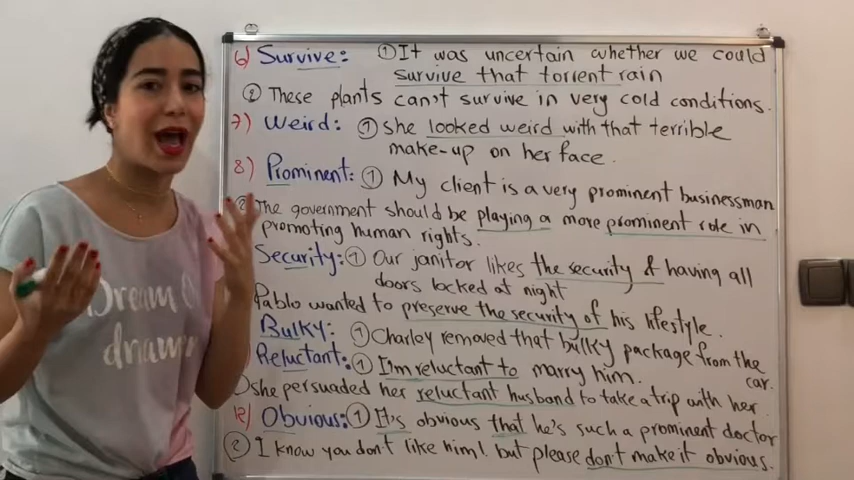 6) Survive: ① It was uncertain whether we could
survive that torrent rain
② These plants can't survive in very cold conditions.
7) Weird: ① she looked weird with that terrible
make-up on her face.
8) Prominent: ① My client is a very prominent businessman
② The government should be playing a more prominent role in
promoting human rights.
Security: ① Our janitor likes the security of having all
doors locked at night
Pablo wanted to preserve the security of his lifestyle.
Bulky: ① Charley removed that bulky package from the
car.
Reluctant: ① I'm reluctant to marry him.
she persuaded her reluctant husband to take a trip with her
12) Obvious: ① It's obvious that he's such a prominent doctor
② I know you don't like him! but please don't make it obvious.
Dream